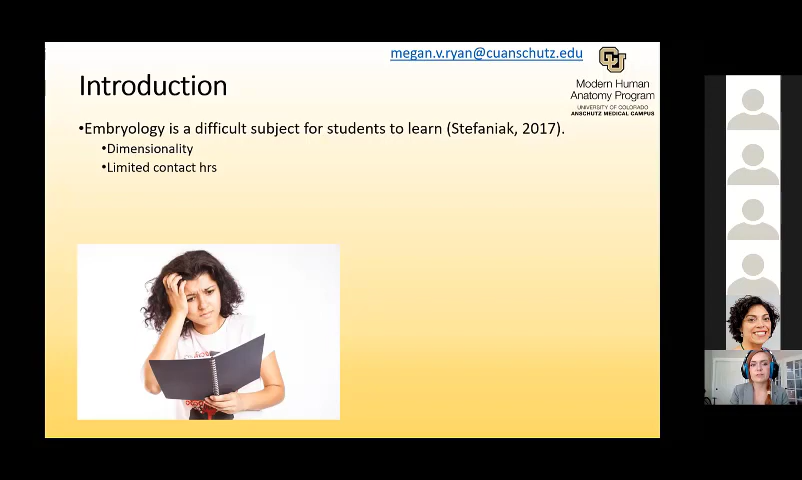 megan.v.ryan@cuanschutz.edu
CU
Modern Human
Anatomy Program
UNIVERSITY OF COLORADO
ANSCHUTZ MEDICAL CAMPUS
Introduction
•Embryology is a difficult subject for students to learn (Stefaniak, 2017).
•Dimensionality
•Limited contact hrs